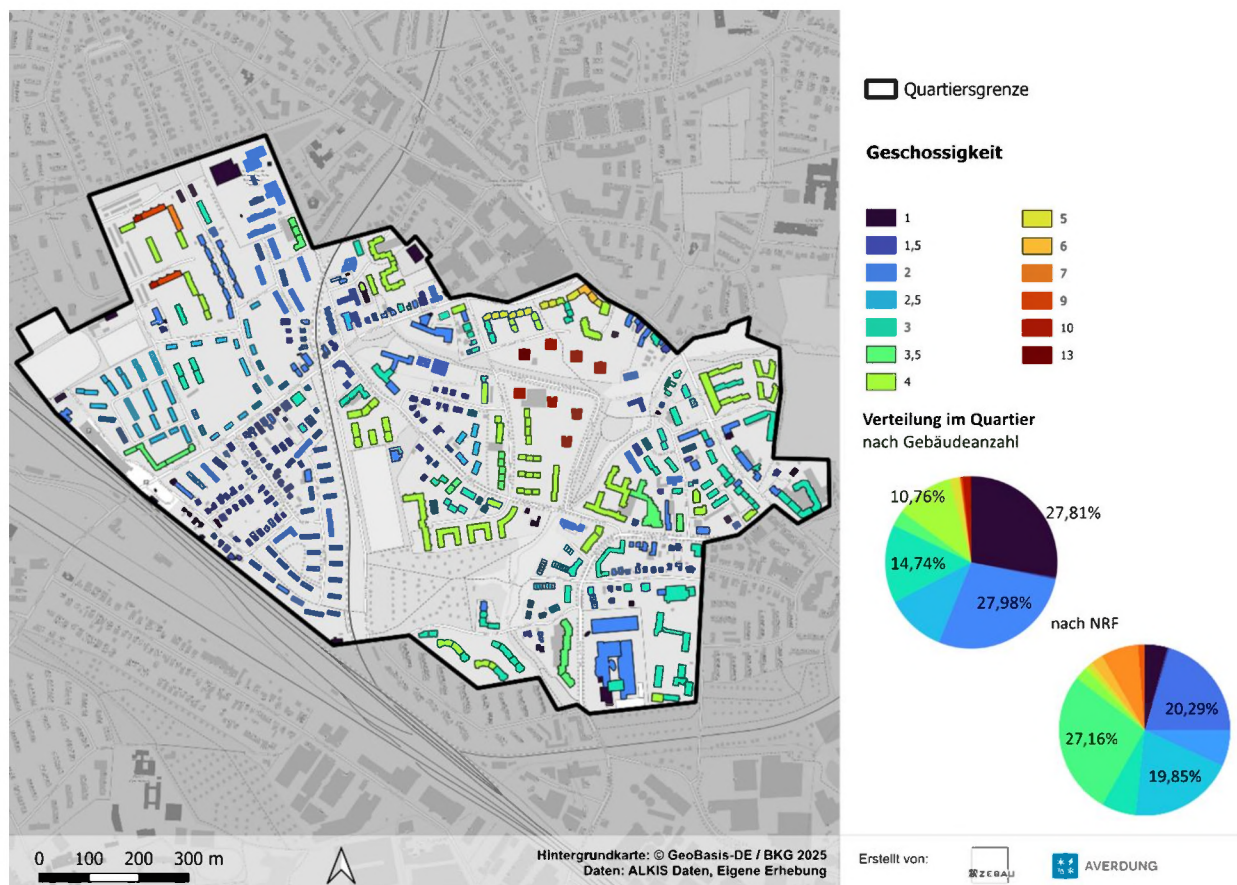 Quartiersgrenze
Geschossigkeit
1
1,5
2
2,5
3
3,5
4
5
6
7
9
10
13
Verteilung im Quartier
nach Gebäudeanzahl
10,76%
27,81%
14,74%
27,98%
nach NRF
20,29%
27,16%
19,85%
0 100 200 300 m
Hintergrundkarte: © GeoBasis-DE / BKG 2025
Daten: ALKIS Daten, Eigene Erhebung
Erstellt von:
ZEBAU
AVERDUNG